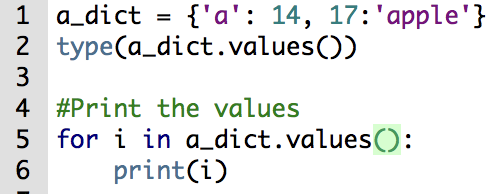 1 a_dict = {'a': 14, 17:'apple'}
2 type(a_dict.values())
3
4 #Print the values
5 for i in a_dict.values():
6     print(i)